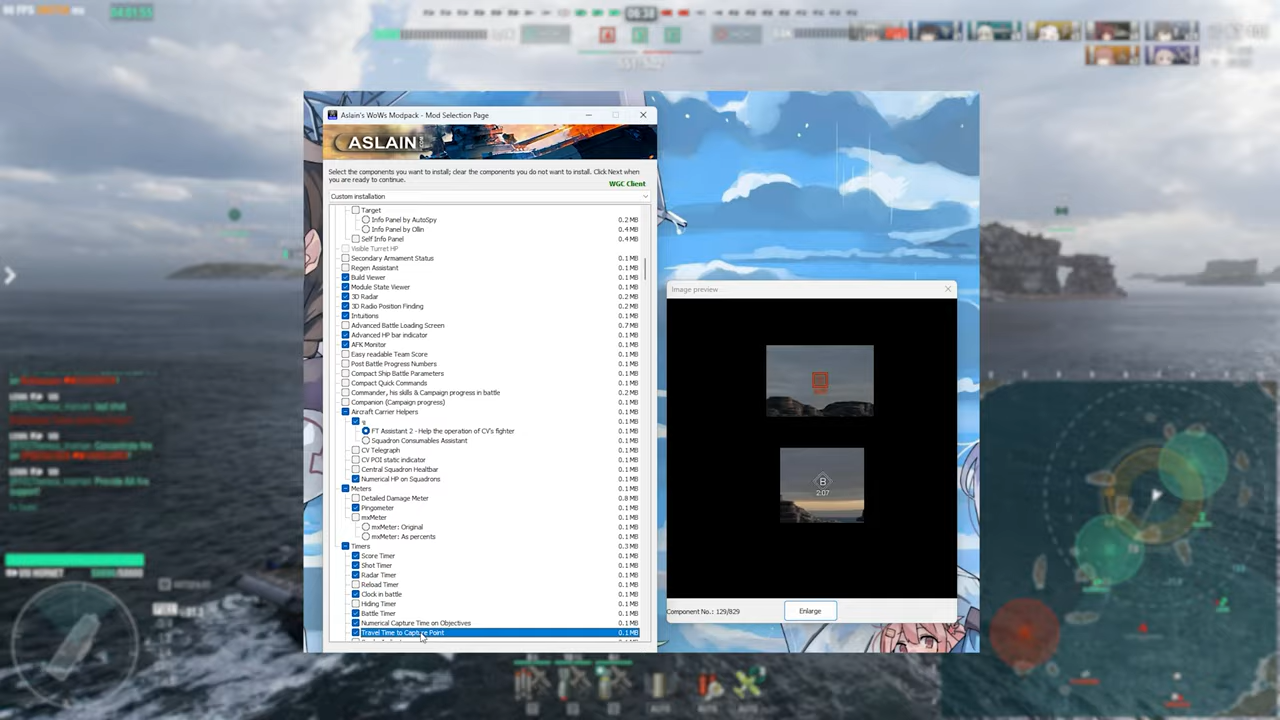 Aslain's WoWs Modpack - Mod Selection Page
ASLAIN.COM
Select the components you want to install; clear the components you do not want to install. Click Next when
you are ready to continue.
WGC Client
Custom installation
Target
Info Panel by AutoSpy 0.2 MB
Info Panel by Ollin 0.4 MB
Self Info Panel 0.4 MB
Visible Turret HP
Secondary Armament Status 0.1 MB
Regen Assistant 0.1 MB
Build Viewer 0.1 MB
Module State Viewer 0.1 MB
3D Radar 0.2 MB
3D Radio Position Finding 0.2 MB
Intuitions 0.1 MB
Advanced Battle Loading Screen 0.7 MB
Advanced HP bar indicator 0.1 MB
AFK Monitor 0.1 MB
Easy readable Team Score 0.1 MB
Post Battle Progress Numbers 0.1 MB
Compact Ship Battle Parameters 0.1 MB
Compact Quick Commands 0.1 MB
Commander, his skills & Campaign progress in battle 0.2 MB
Companion (Campaign progress) 0.1 MB
Aircraft Carrier Helpers 0.1 MB
0.1 MB
FT Assistant 2 - Help the operation of CV's fighter 0.1 MB
Squadron Consumables Assistant 0.1 MB
CV Telegraph 0.1 MB
CV POI static indicator 0.1 MB
Central Squadron Healtbar 0.1 MB
Numerical HP on Squadrons 0.1 MB
Meters 0.1 MB
Detailed Damage Meter 0.8 MB
Pingometer 0.1 MB
mxMeter 0.1 MB
mxMeter: Original 0.1 MB
mxMeter: As percents 0.1 MB
Timers 0.3 MB
Score Timer 0.1 MB
Shot Timer 0.1 MB
Radar Timer 0.1 MB
Reload Timer 0.1 MB
Clock in battle 0.1 MB
Hiding Timer 0.1 MB
Battle Timer 0.1 MB
Numerical Capture Time on Objectives 0.1 MB
Travel Time to Capture Point 0.1 MB
Image preview
B
2:07
Component No.: 129/829
Enlarge